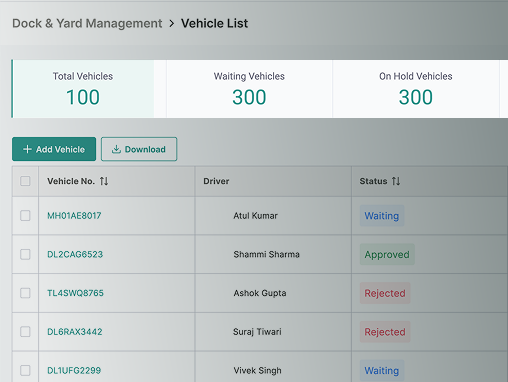 Dock & Yard Management > Vehicle List
Total Vehicles Waiting Vehicles On Hold Vehicles
100 300 300
+ Add Vehicle Download
Vehicle No. ↑↓ Driver Status ↑↓
MH01AE8017 Atul Kumar Waiting
DL2CAG6523 Shammi Sharma Approved
TL4SWQ8765 Ashok Gupta Rejected
DL6RAX3442 Suraj Tiwari Rejected
DL1UFG2299 Vivek Singh Waiting